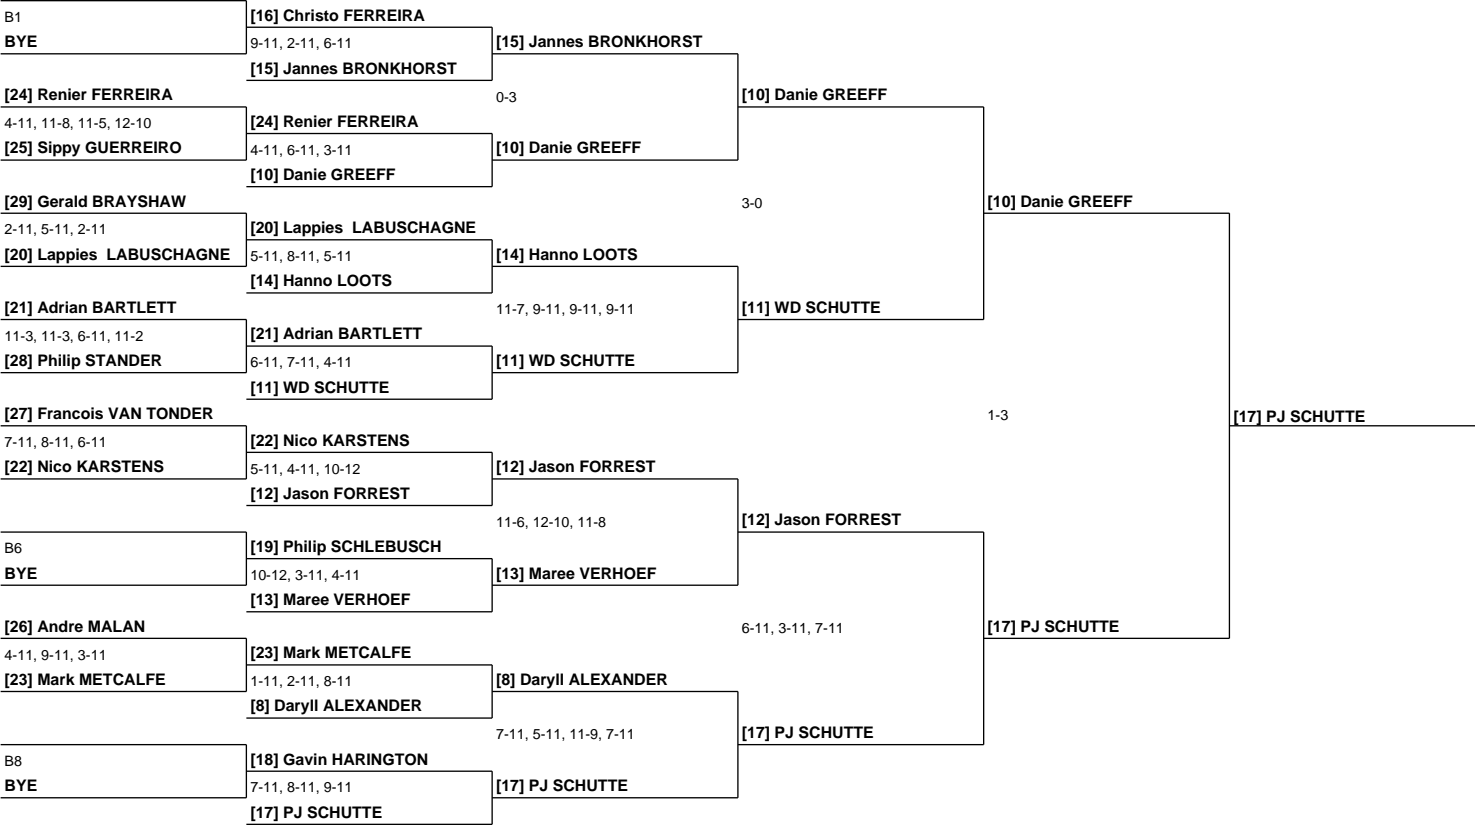 B1
BYE
[24] Renier FERREIRA
4-11, 11-8, 11-5, 12-10
[25] Sippy GUERREIRO
[29] Gerald BRAYSHAW
2-11, 5-11, 2-11
[20] Lappies  LABUSCHAGNE
[21] Adrian BARTLETT
11-3, 11-3, 6-11, 11-2
[28] Philip STANDER
[27] Francois VAN TONDER
7-11, 8-11, 6-11
[22] Nico KARSTENS
B6
BYE
[26] Andre MALAN
4-11, 9-11, 3-11
[23] Mark METCALFE
B8
BYE
[16] Christo FERREIRA
9-11, 2-11, 6-11
[15] Jannes BRONKHORST
[24] Renier FERREIRA
4-11, 6-11, 3-11
[10] Danie GREEFF
[20] Lappies  LABUSCHAGNE
5-11, 8-11, 5-11
[14] Hanno LOOTS
[21] Adrian BARTLETT
6-11, 7-11, 4-11
[11] WD SCHUTTE
[22] Nico KARSTENS
5-11, 4-11, 10-12
[12] Jason FORREST
[19] Philip SCHLEBUSCH
10-12, 3-11, 4-11
[13] Maree VERHOEF
[23] Mark METCALFE
1-11, 2-11, 8-11
[8] Daryll ALEXANDER
[18] Gavin HARINGTON
7-11, 8-11, 9-11
[17] PJ SCHUTTE
[15] Jannes BRONKHORST
0-3
[10] Danie GREEFF
[14] Hanno LOOTS
11-7, 9-11, 9-11, 9-11
[11] WD SCHUTTE
[12] Jason FORREST
11-6, 12-10, 11-8
[13] Maree VERHOEF
[8] Daryll ALEXANDER
7-11, 5-11, 11-9, 7-11
[17] PJ SCHUTTE
[10] Danie GREEFF
3-0
[11] WD SCHUTTE
[12] Jason FORREST
6-11, 3-11, 7-11
[17] PJ SCHUTTE
[10] Danie GREEFF
1-3
[17] PJ SCHUTTE
[17] PJ SCHUTTE